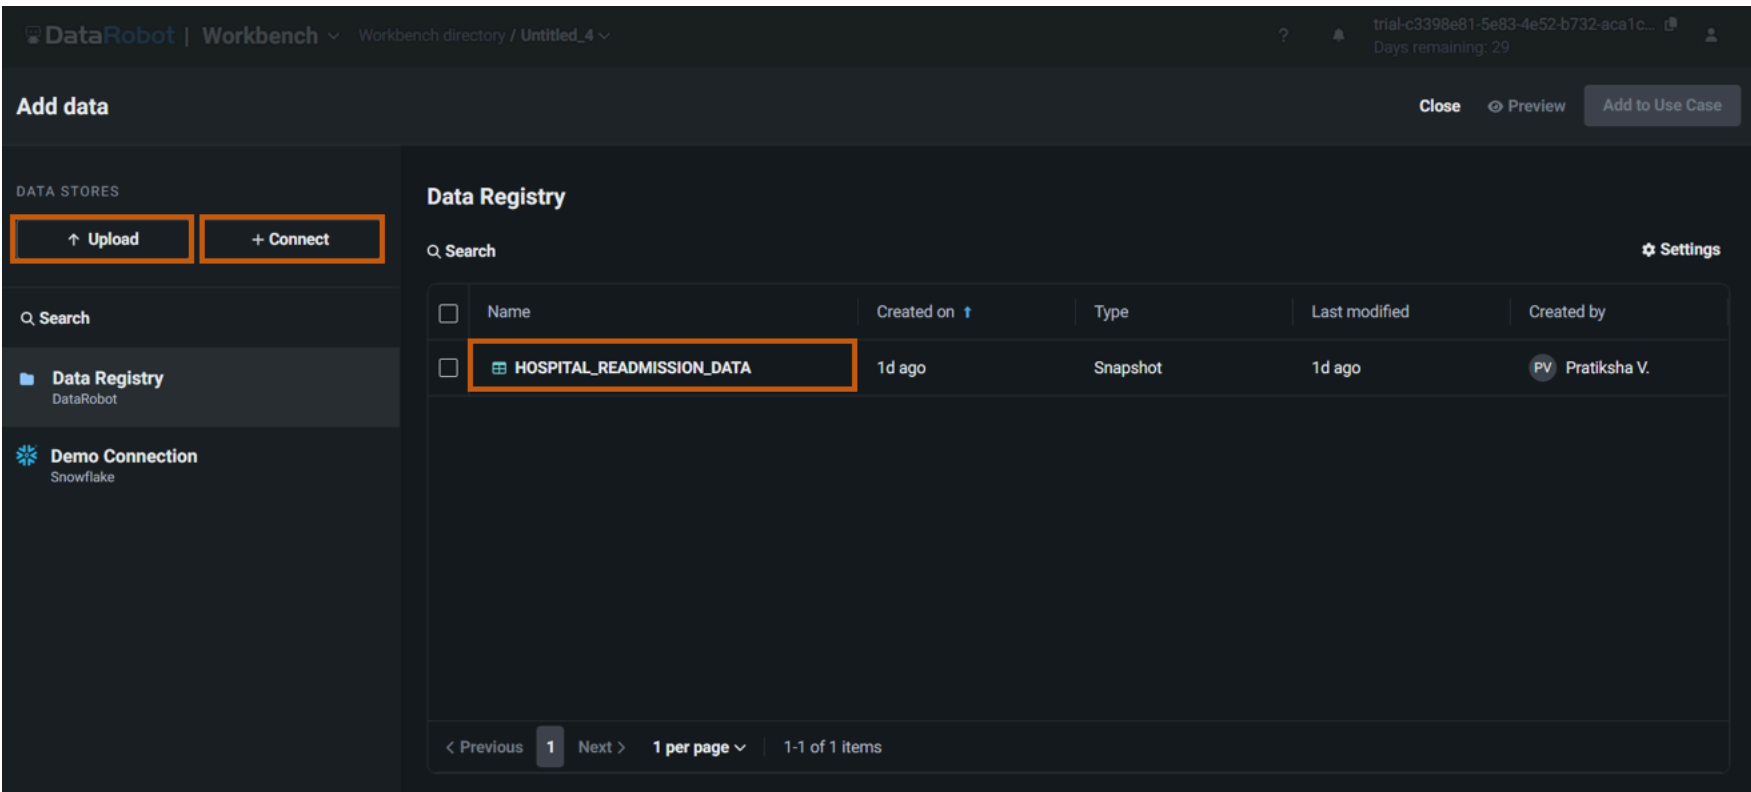 DataRobot | Workbench Workbench directory / Untitled_4
?
trial-c3398e81-5e83-4e52-b732-aca1c...
Days remaining: 29
Add data
Close Preview Add to Use Case
DATA STORES
Upload + Connect
Search
Data Registry
DataRobot
Demo Connection
Snowflake
Data Registry
Search
Settings
Name Created on Type Last modified Created by
HOSPITAL_READMISSION_DATA 1d ago Snapshot 1d ago PV Pratiksha V.
< Previous 1 Next > 1 per page 1-1 of 1 items